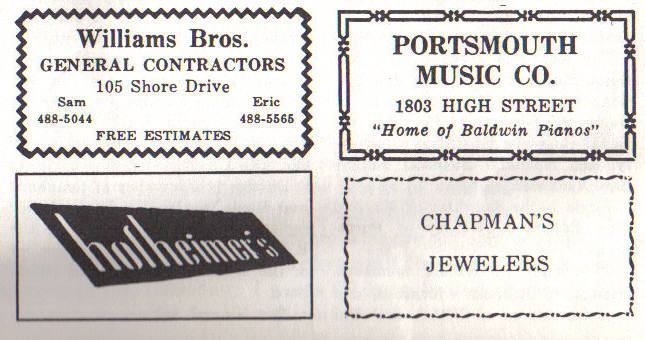 Williams Bros.
GENERAL CONTRACTORS
105 Shore Drive
Sam Eric
488-5044 488-5565
FREE ESTIMATES
PORTSMOUTH
MUSIC CO.
1803 HIGH STREET
"Home of Baldwin Pianos"
hofheimer's
CHAPMAN'S
JEWELERS